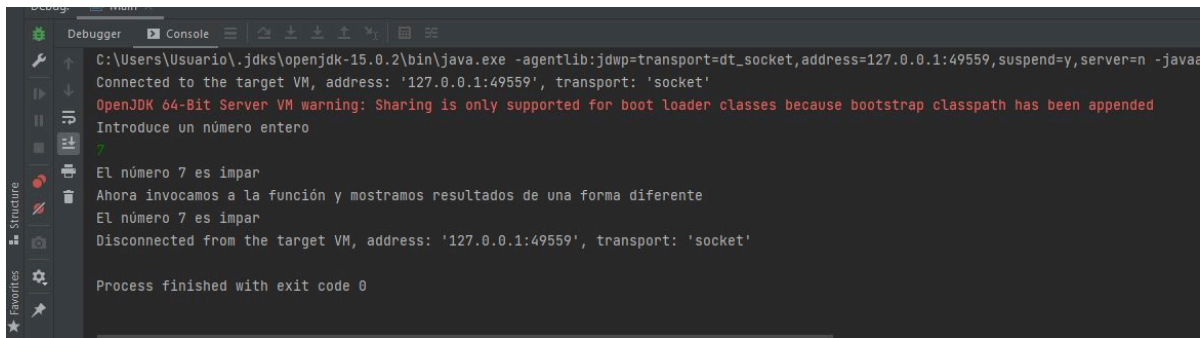 Debug: Main
Debugger Console
C:\Users\Usuario\.jdks\openjdk-15.0.2\bin\java.exe -agentlib:jdwp=transport=dt_socket,address=127.0.0.1:49559,suspend=y,server=n
Connected to the target VM, address: '127.0.0.1:49559', transport: 'socket'
OpenJDK 64-Bit Server VM warning: Sharing is only supported for boot loader classes because bootstrap classpath has been appended
Introduce un número entero
7
El número 7 es impar
Ahora invocamos a la función y mostramos resultados de una forma diferente
El número 7 es impar
Disconnected from the target VM, address: '127.0.0.1:49559', transport: 'socket'
Process finished with exit code 0
Structure
Favorites